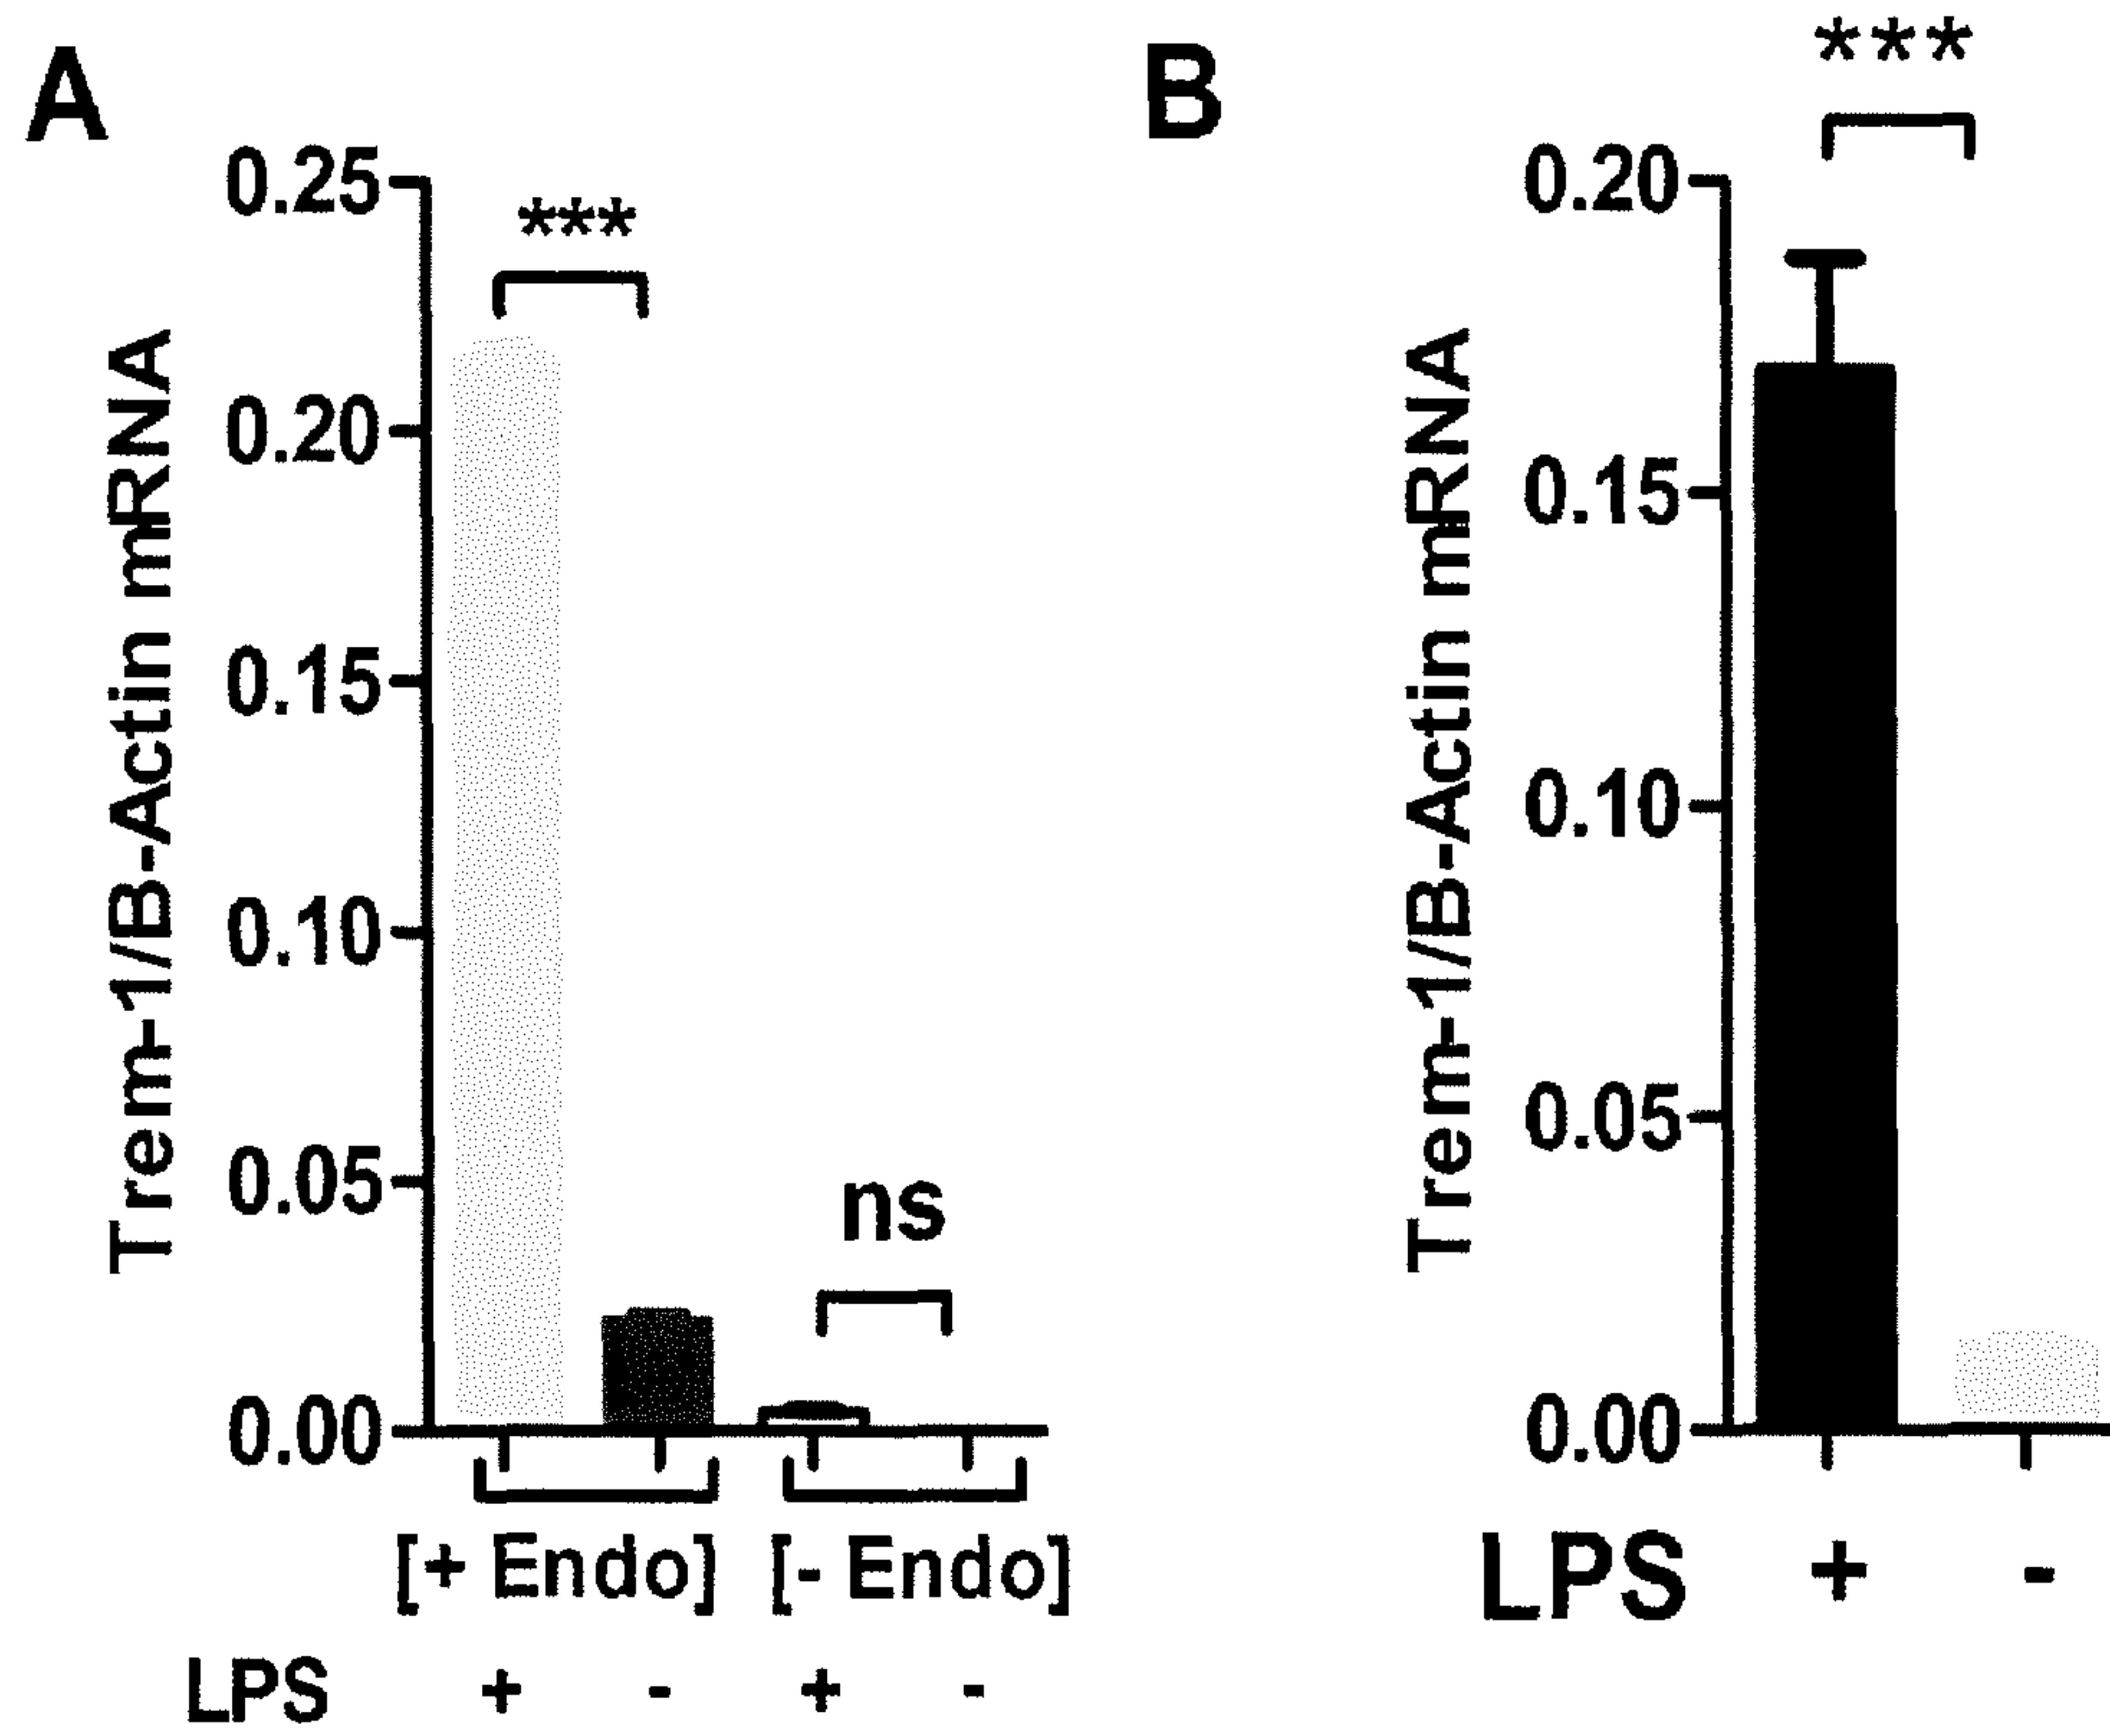 A
***
0.25
0.20
0.15
0.10
0.05
0.00
Trem-1/B-Actin mRNA
ns
[+ Endo] [- Endo]
LPS + - + -
B
***
0.20
0.15
0.10
0.05
0.00
Trem-1/B-Actin mRNA
LPS + -